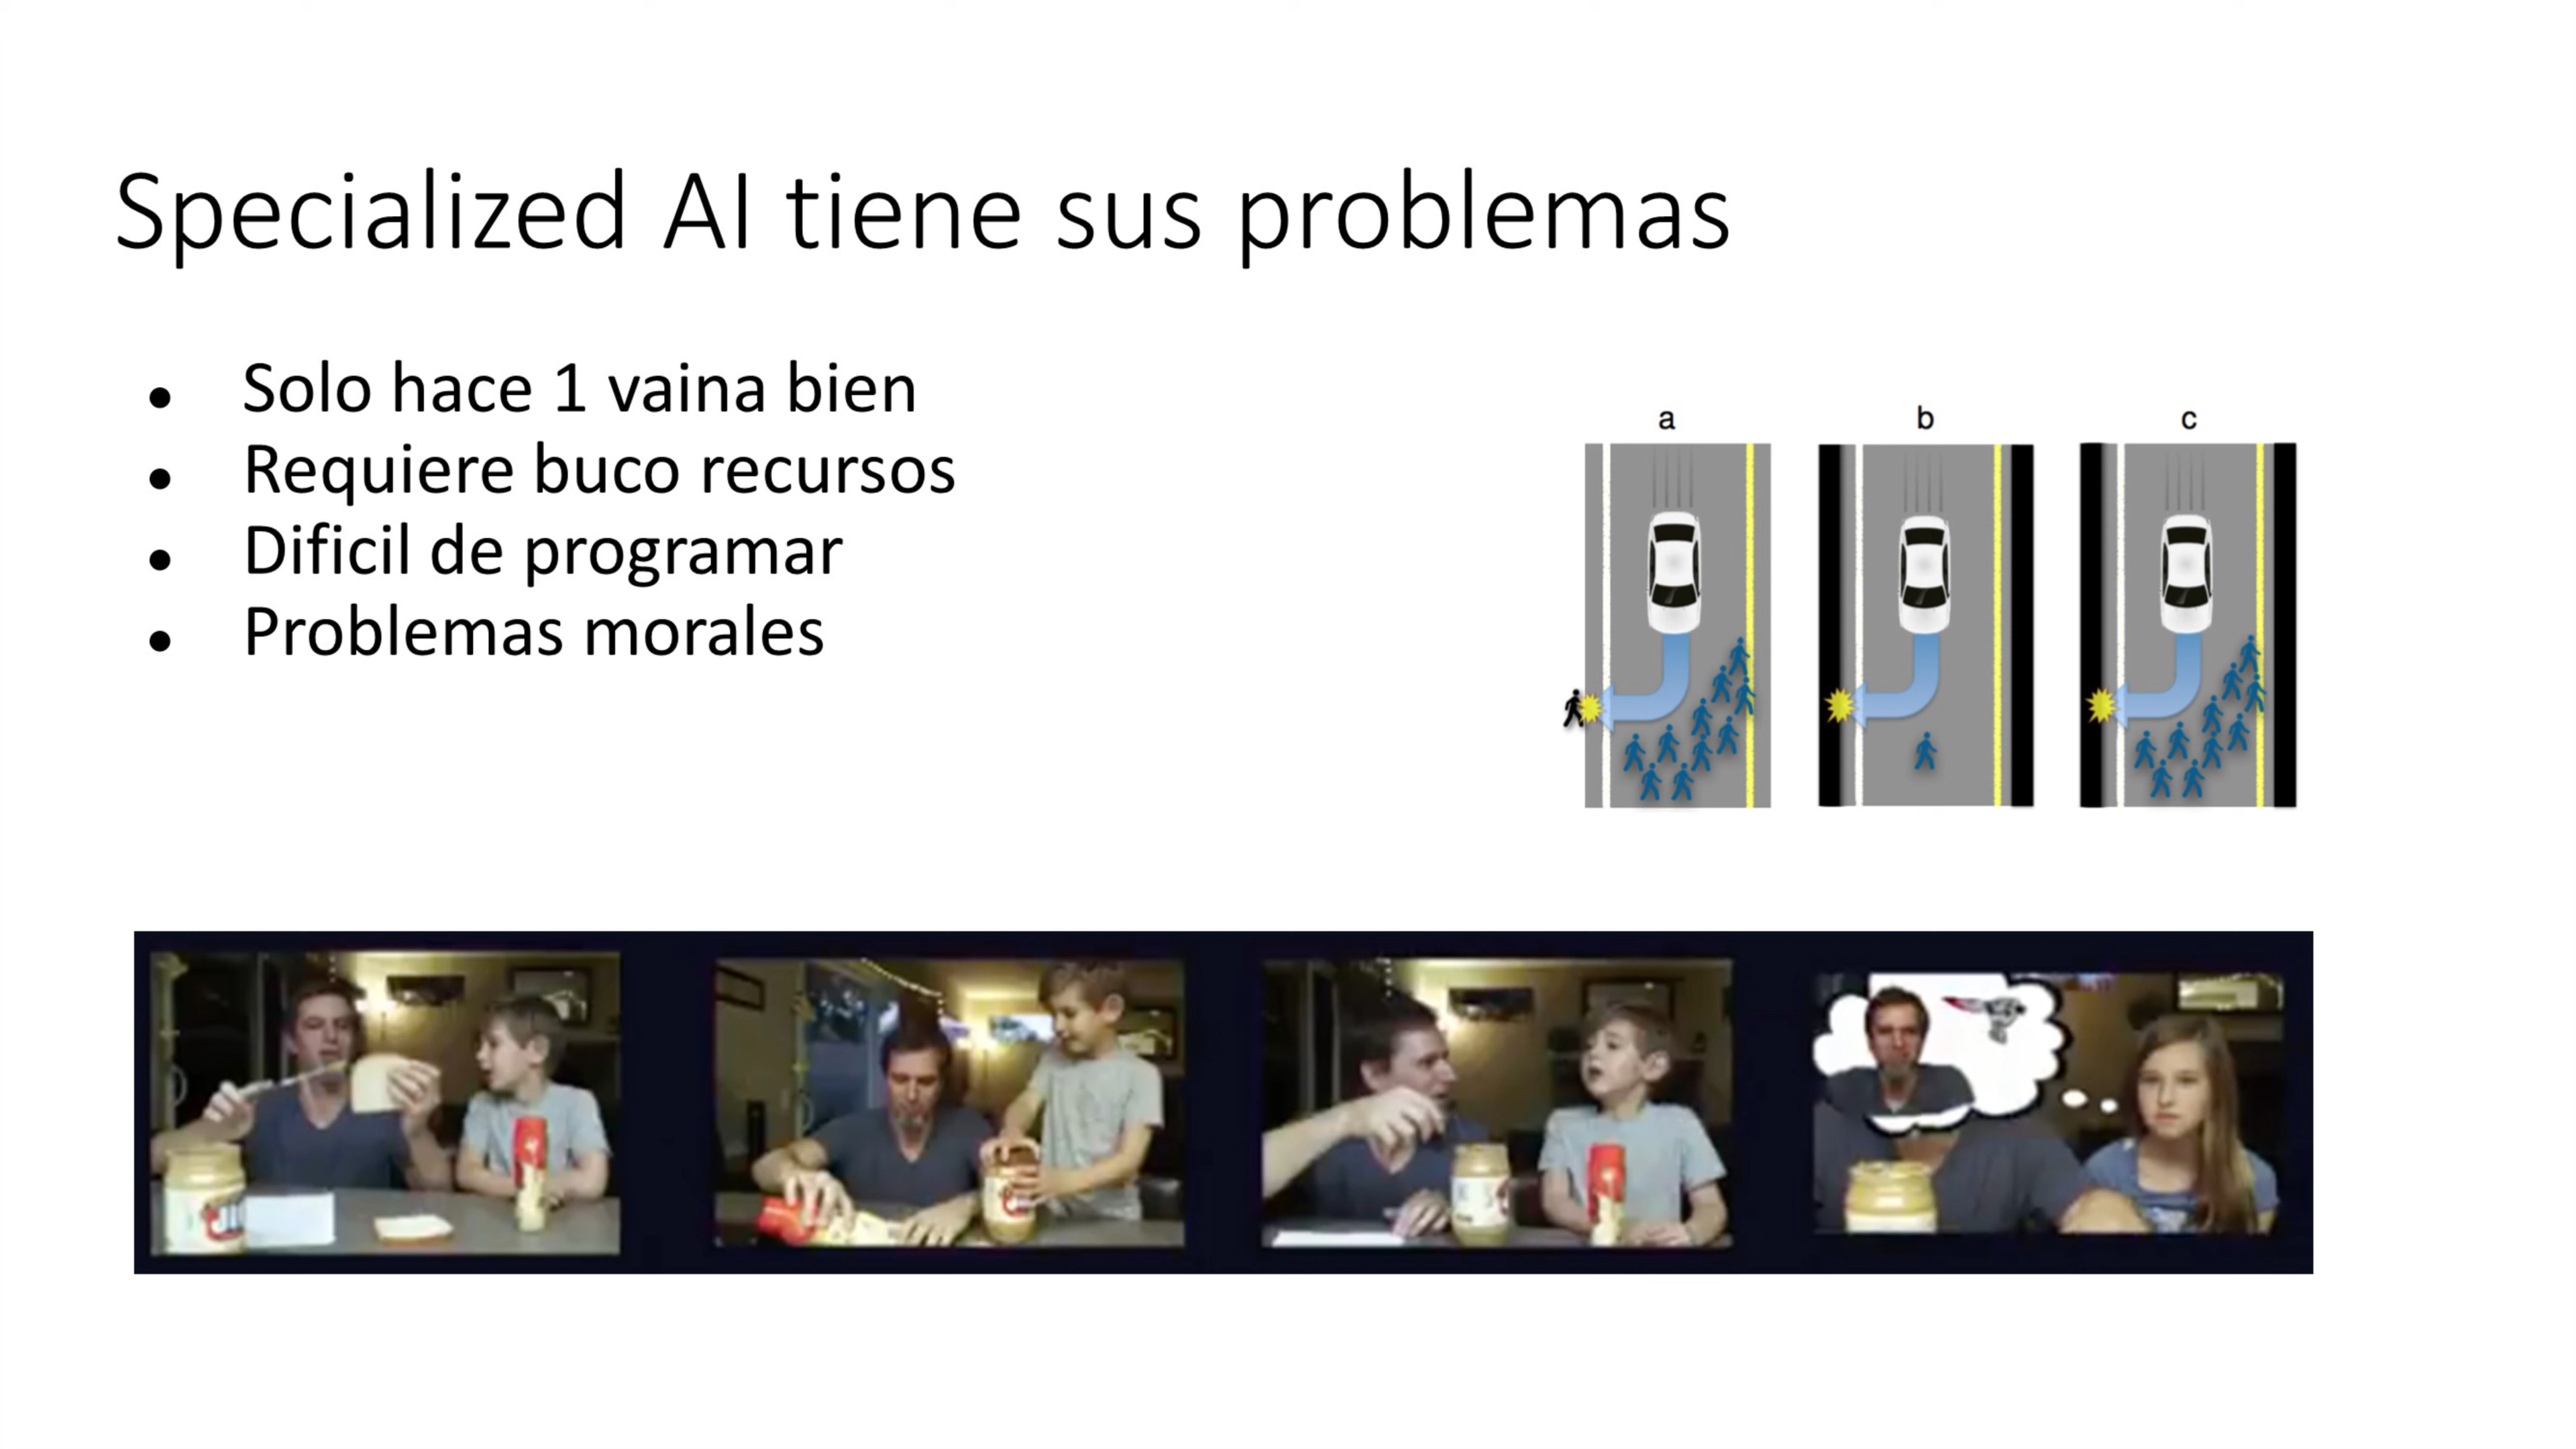 Specialized AI tiene sus problemas
• Solo hace 1 vaina bien
• Requiere buco recursos
• Dificil de programar
• Problemas morales
a b c